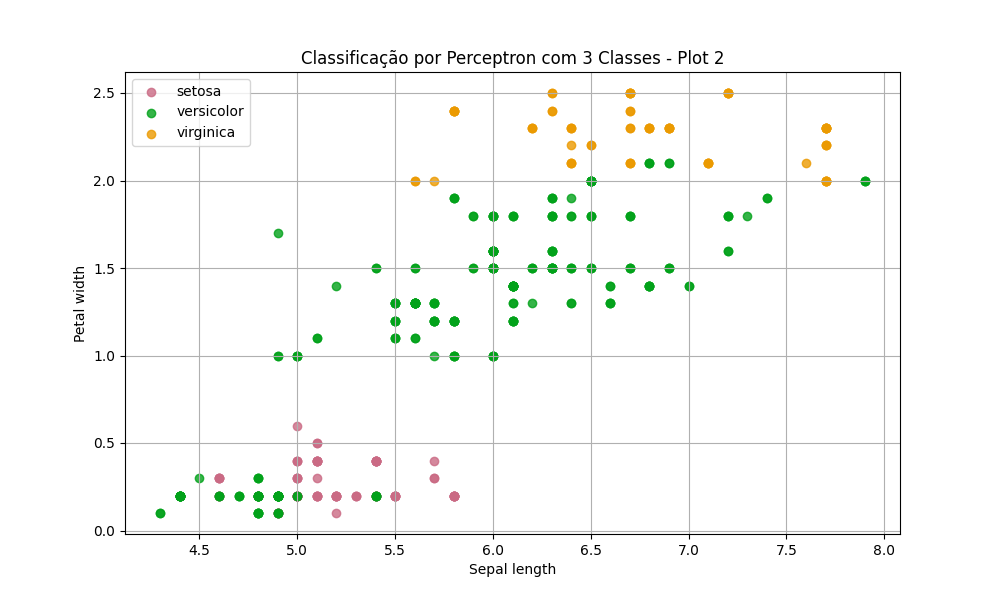 Classificação por Perceptron com 3 Classes - Plot 2
setosa
versicolor
virginica
Petal width
2.5
2.0
1.5
1.0
0.5
0.0
4.5 5.0 5.5 6.0 6.5 7.0 7.5 8.0
Sepal length